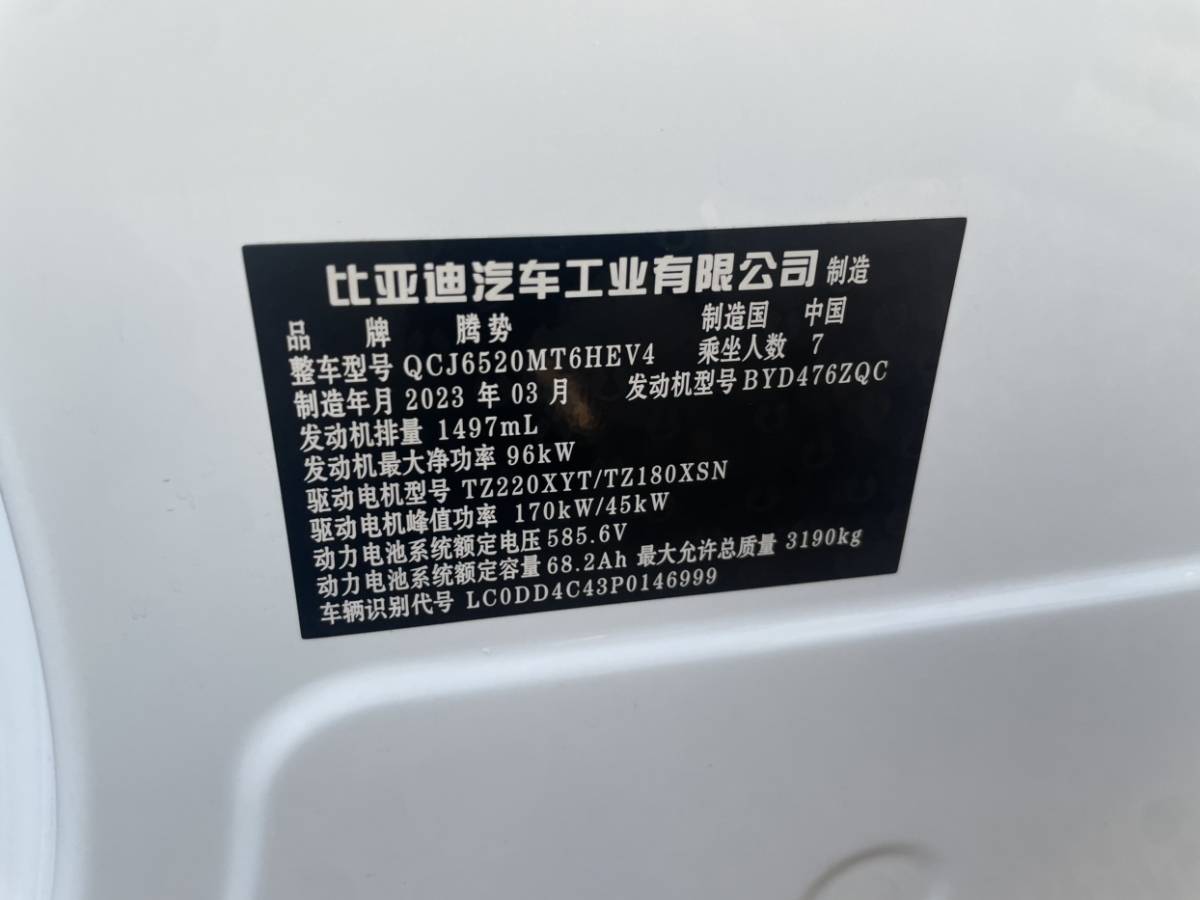 比亚迪汽车工业有限公司 制造
品 牌 腾势 制造国 中国
整车型号 QCJ6520MT6HEV4 乘坐人数 7
制造年月 2023 年 03 月 发动机型号 BYD476ZQC
发动机排量 1497mL
发动机最大净功率 96kW
驱动电机型号 TZ220XYT/TZ180XSN
驱动电机峰值功率 170kW/45kW
动力电池系统额定电压 585.6V
动力电池系统额定容量 68.2Ah 最大允许总质量 3190kg
车辆识别代号 LC0DD4C43P0146999